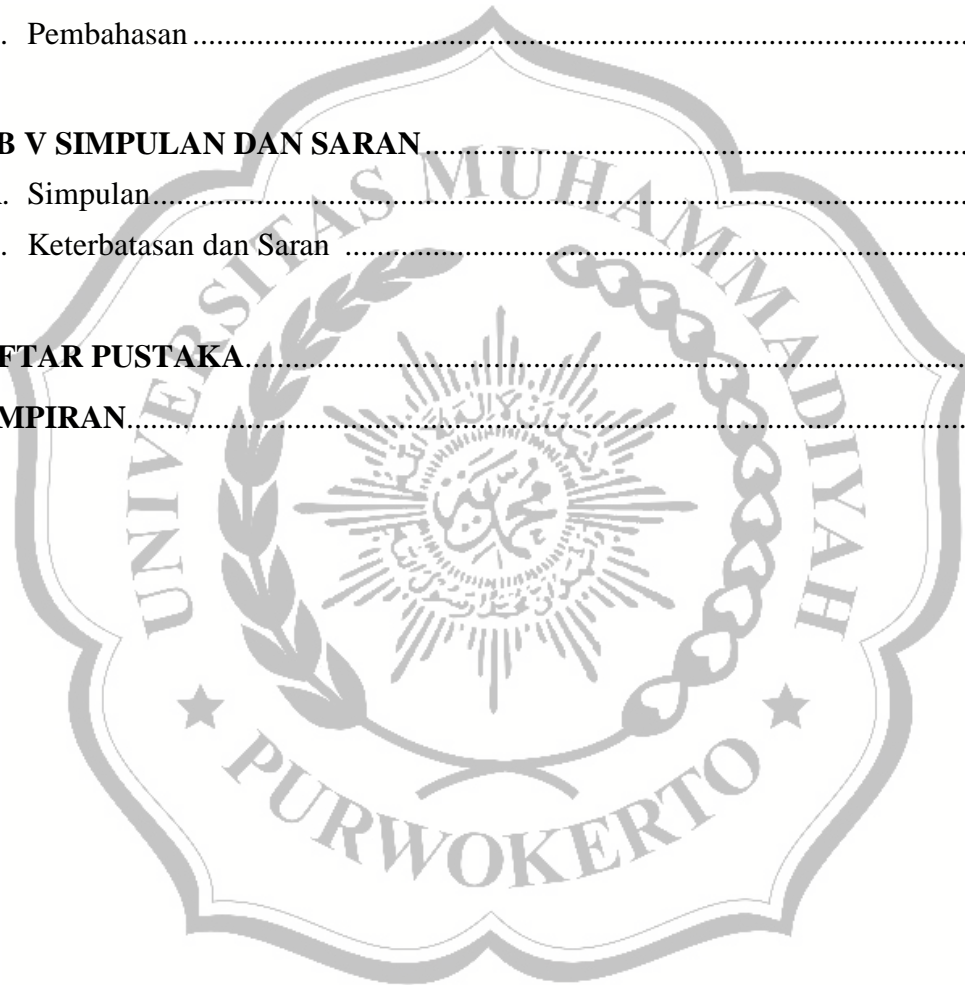 . Pembahasan ........................................................................................
B V SIMPULAN DAN SARAN ........................................................................................
. Simpulan ........................................................................................
. Keterbatasan dan Saran ........................................................................................
FTAR PUSTAKA ........................................................................................
MPIRAN ........................................................................................
UNIVERSITAS MUHAMMADIYAH
PURWOKERTO